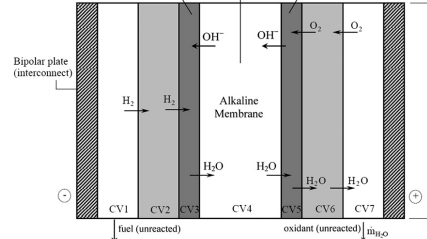 OH⁻
OH⁻
O₂
O₂
Bipolar plate
(interconnect)
H₂
H₂
Alkaline
Membrane
H₂O
H₂O
H₂O
H₂O
-
+
CV1
CV2
CV3
CV4
CV5
CV6
CV7
fuel (unreacted)
oxidant (unreacted)
ṁH₂O